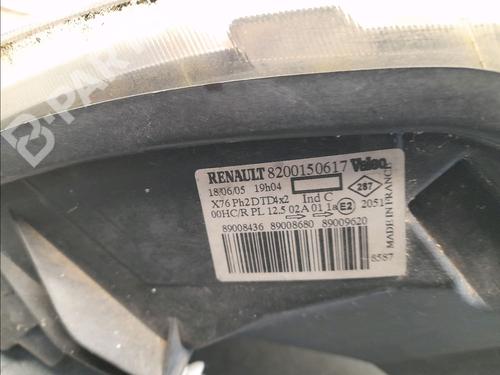 RENAULT 8200150617 Valeo
18/06/05 19h04 287
X76 Ph2 DTD4x2 Ind C
00HC/R PL 12.5 02A 01 1a E2 2051
89008436 89008680 89009620
8587
MADE IN FRANCE
B-PARTS